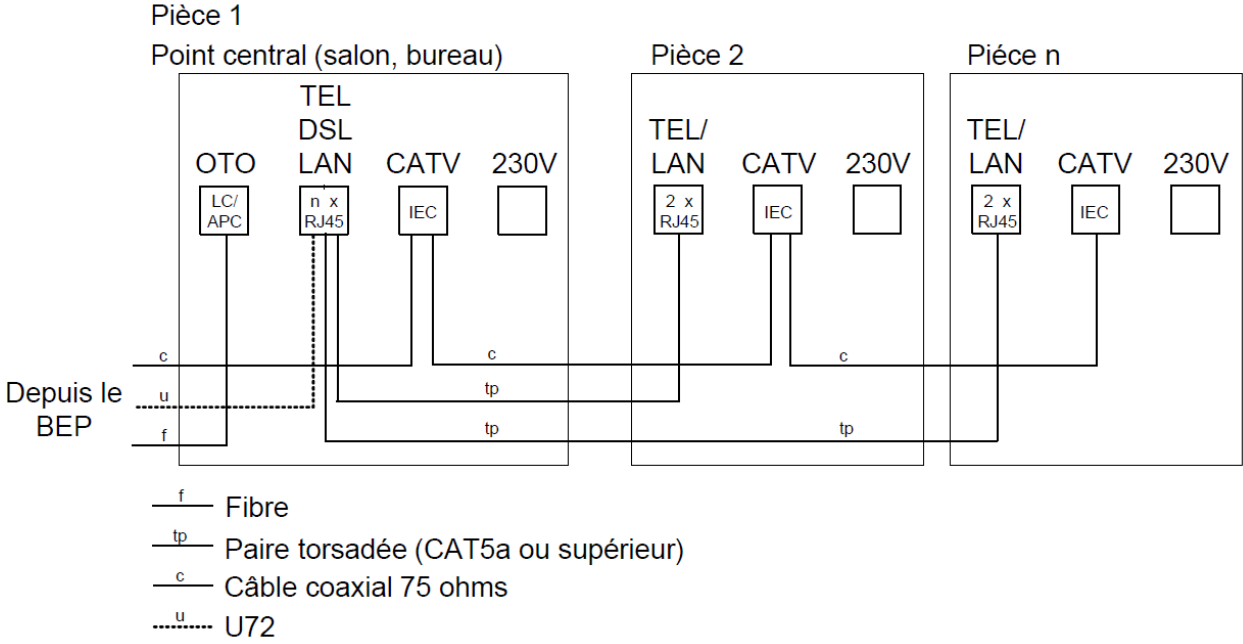 Pièce 1
Point central (salon, bureau)
Pièce 2
Piéce n
TEL
DSL
OTO LAN CATV 230V
TEL/
LAN CATV 230V
TEL/
LAN CATV 230V
LC/
APC
n x
RJ45
IEC
2 x
RJ45
IEC
2 x
RJ45
IEC
c c c
tp
Depuis le
BEP
u
f tp tp
f Fibre
tp Paire torsadée (CAT5a ou supérieur)
c Câble coaxial 75 ohms
u U72